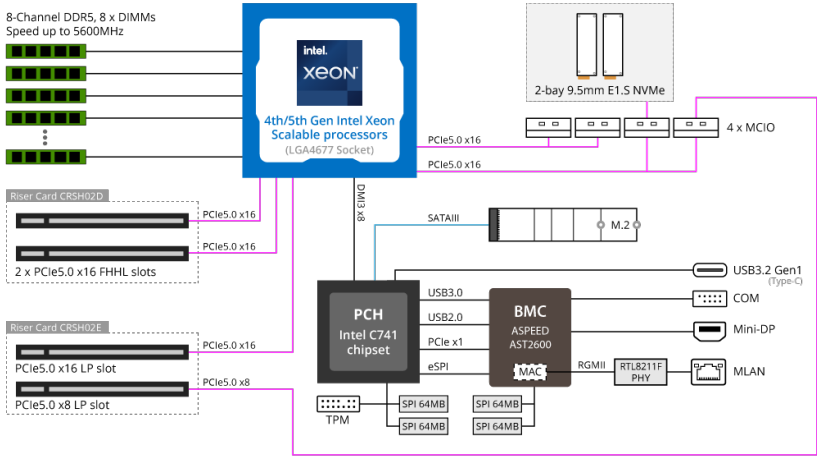 8-Channel DDR5, 8 x DIMMs
Speed up to 5600MHz
intel.
xeon
4th/5th Gen Intel Xeon
Scalable processors
(LGA4677 Socket)
2-bay 9.5mm E1.S NVMe
4 x MCIO
PCIe5.0 x16
PCIe5.0 x16
Riser Card CRSH02D
PCIe5.0 x16
PCIe5.0 x16
2 x PCIe5.0 x16 FHHL slots
DMI3 x8
SATAIII
M.2
PCH
Intel C741
chipset
USB3.0
USB2.0
PCIe x1
eSPI
BMC
ASPEED
AST2600
MAC
RGMII
RTL8211F
PHY
USB3.2 Gen1
(Type-C)
COM
Mini-DP
MLAN
Riser Card CRSH02E
PCIe5.0 x16
PCIe5.0 x16 LP slot
PCIe5.0 x8
PCIe5.0 x8 LP slot
TPM
SPI 64MB
SPI 64MB
SPI 64MB
SPI 64MB